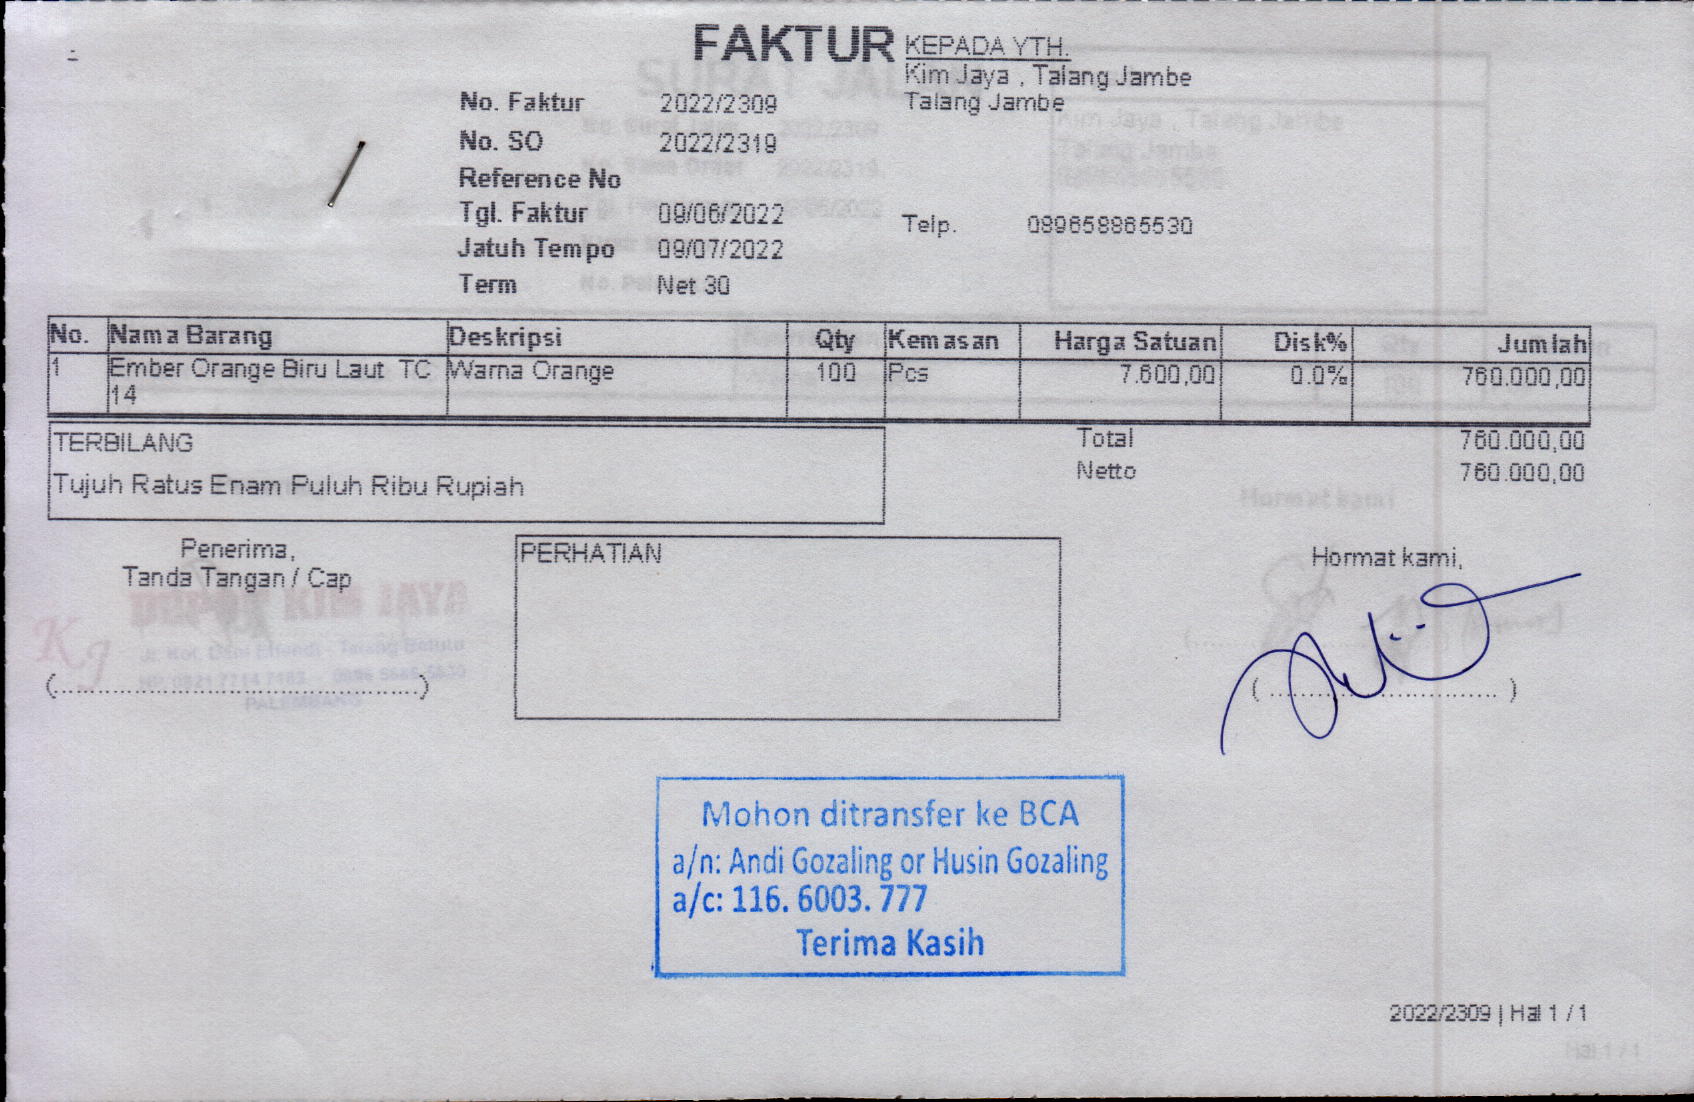 FAKTUR
KEPADA YTH.
Kim Jaya , Talang Jambe
Talang Jambe
No. Faktur 2022/2309
No. SO 2022/2319
Reference No
Tgl. Faktur 09/06/2022
Telp. 089658865530
Jatuh Tempo 09/07/2022
Term Net 30
No. Nama Barang Deskripsi Qty Kemasan Harga Satuan Disk% Jumlah
1 Ember Orange Biru Laut TC Warna Orange 100 Pcs 7.600,00 0.0% 760.000,00
14
TERBILANG
Tujuh Ratus Enam Puluh Ribu Rupiah
Total 760.000,00
Netto 760.000,00
Penerima,
Tanda Tangan / Cap
(........................................)
PERHATIAN
Hormat kami,
( ............................... )
DEPOT KIM JAYA
KJ
PALEMBANG
Mohon ditransfer ke BCA
a/n: Andi Gozaling or Husin Gozaling
a/c: 116. 6003. 777
Terima Kasih
2022/2309 | Hal 1 / 1